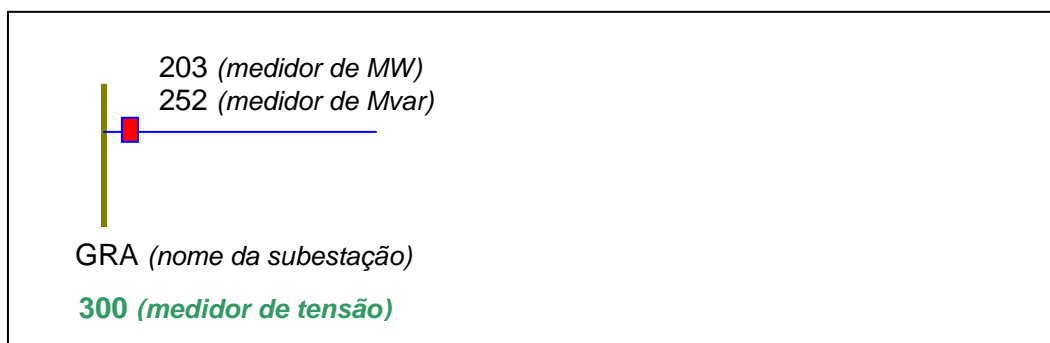 203 (medidor de MW)
252 (medidor de Mvar)
GRA (nome da subestação)
300 (medidor de tensão)